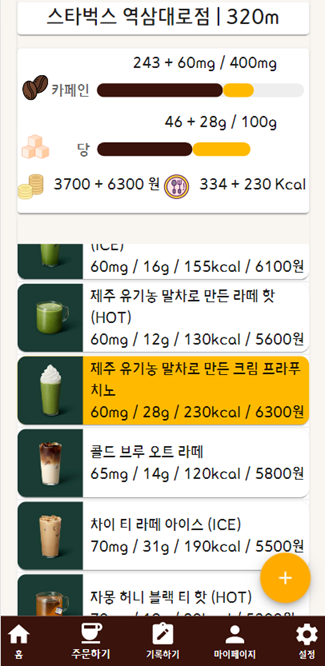 스타벅스 역삼대로점 | 320m
243 + 60mg / 400mg
카페인
46 + 28g / 100g
당
3700 + 6300 원
334 + 230 Kcal
(ICE)
60mg / 16g / 155kcal / 6100원
제주 유기농 말차로 만든 라떼 핫
(HOT)
60mg / 12g / 130kcal / 5600원
제주 유기농 말차로 만든 크림 프라푸
치노
60mg / 28g / 230kcal / 6300원
콜드 브루 오트 라떼
65mg / 14g / 120kcal / 5800원
차이 티 라떼 아이스 (ICE)
70mg / 31g / 190kcal / 5500원
+
자몽 허니 블랙 티 핫 (HOT)
홈
주문하기
기록하기
마이페이지
설정